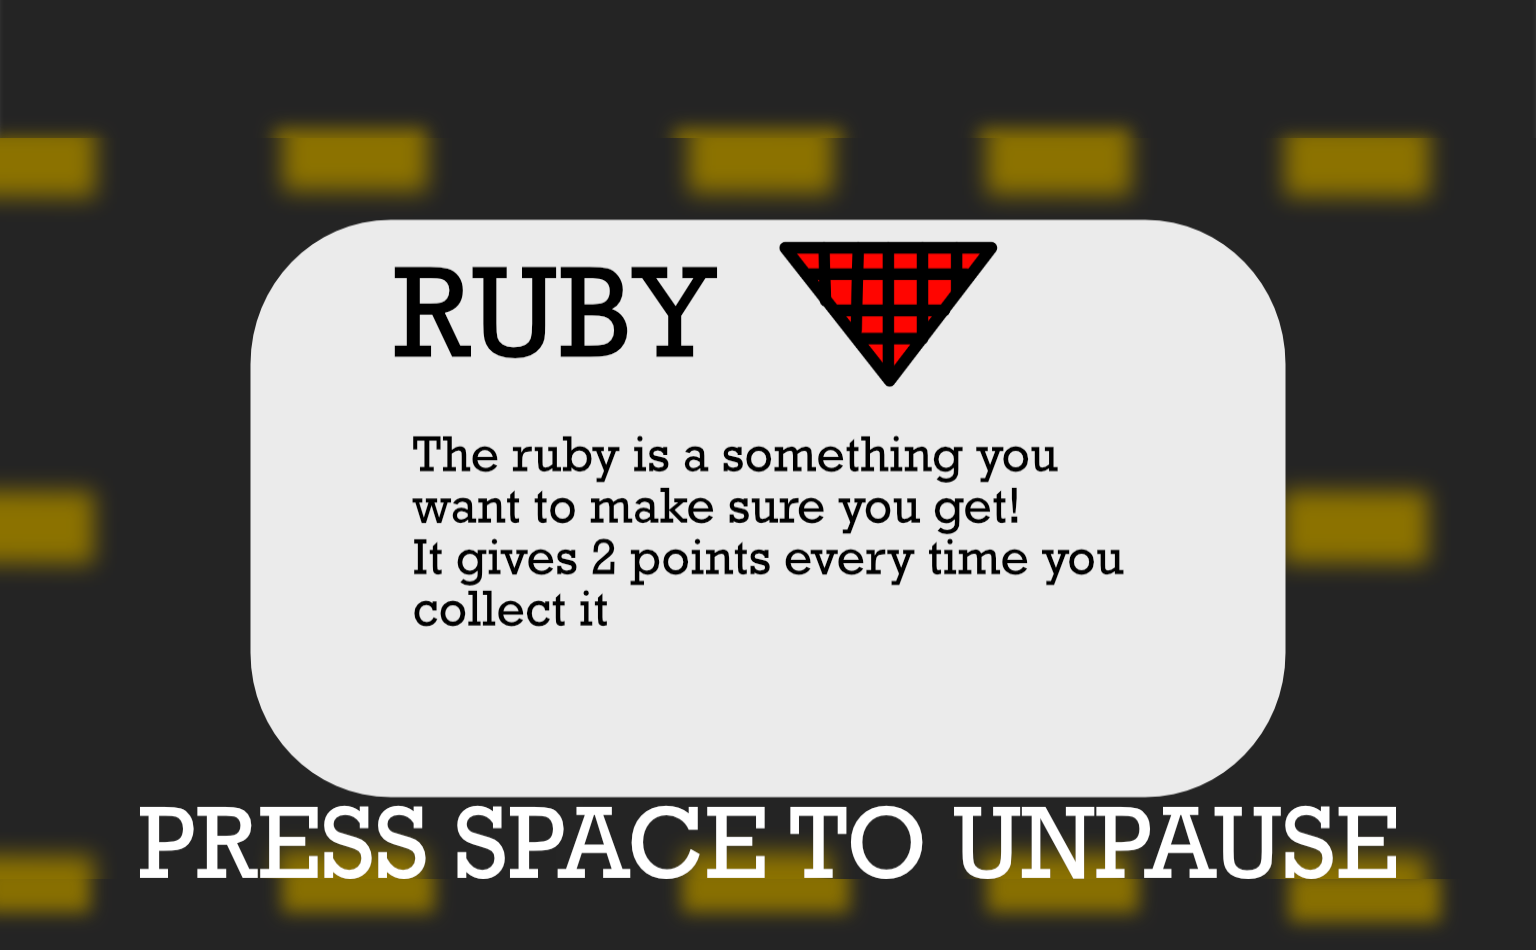 RUBY
The ruby is a something you
want to make sure you get!
It gives 2 points every time you
collect it
PRESS SPACE TO UNPAUSE